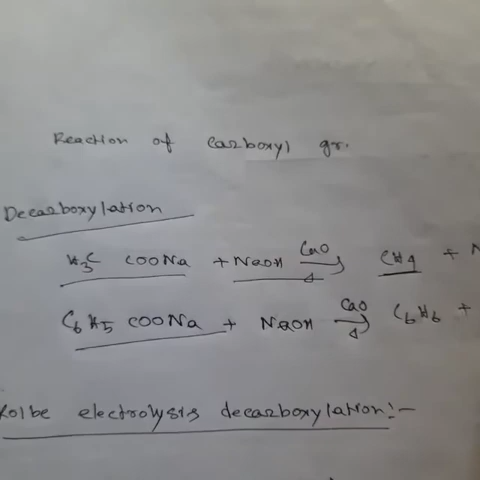 Reaction of carboxyl gr.
Decarboxylation
H3C COONa + NaOH CaO → Δ CH4 +
C6H5 COONa + NaOH CaO → Δ C6H6 +
Kolbe electrolysis decarboxylation:-